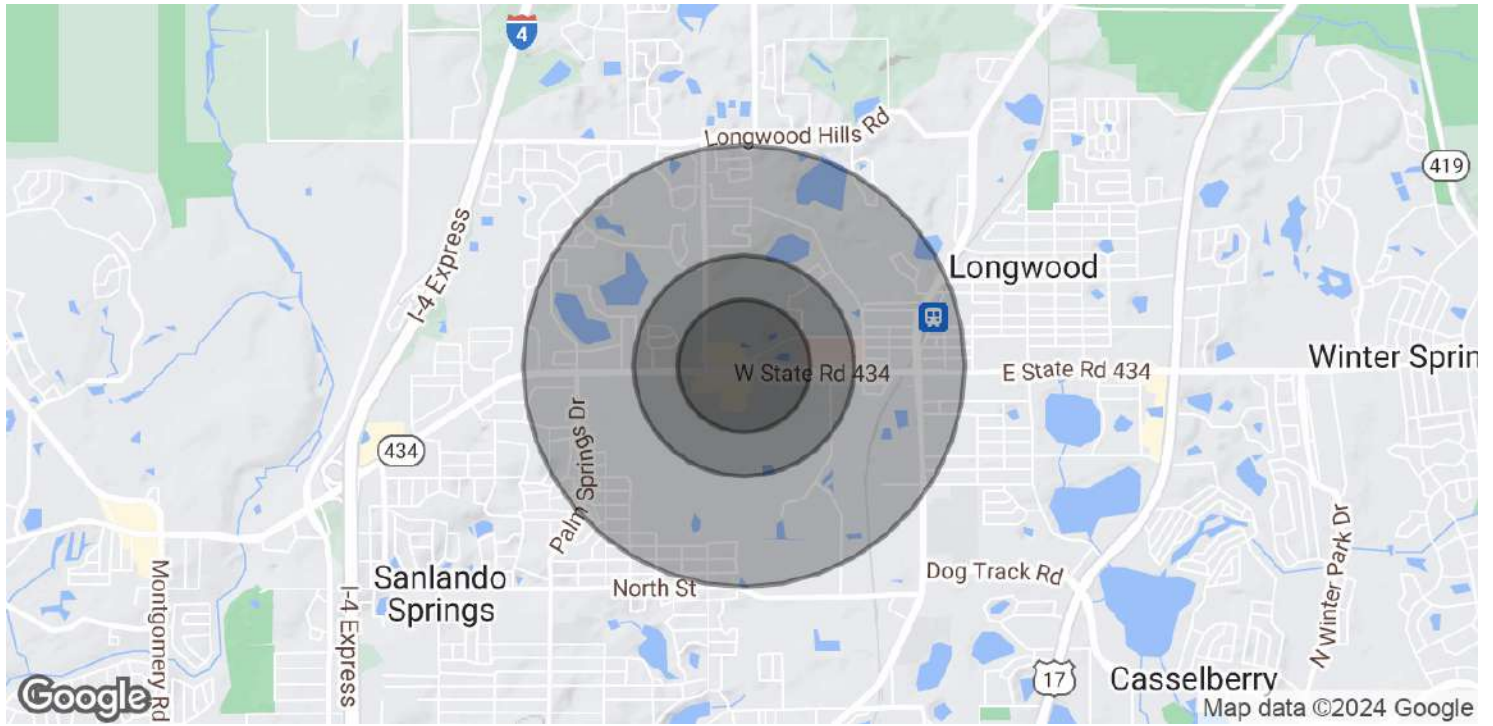 4
Longwood Hills Rd
419
I-4 Express
Longwood
W State Rd 434
E State Rd 434
Winter Sprin
Palm Springs Dr
434
Sanlando
Springs
North St
Dog Track Rd
Montgomery Rd
I-4 Express
N Winter Park Dr
17
Casselberry
Google
Map data ©2024 Google